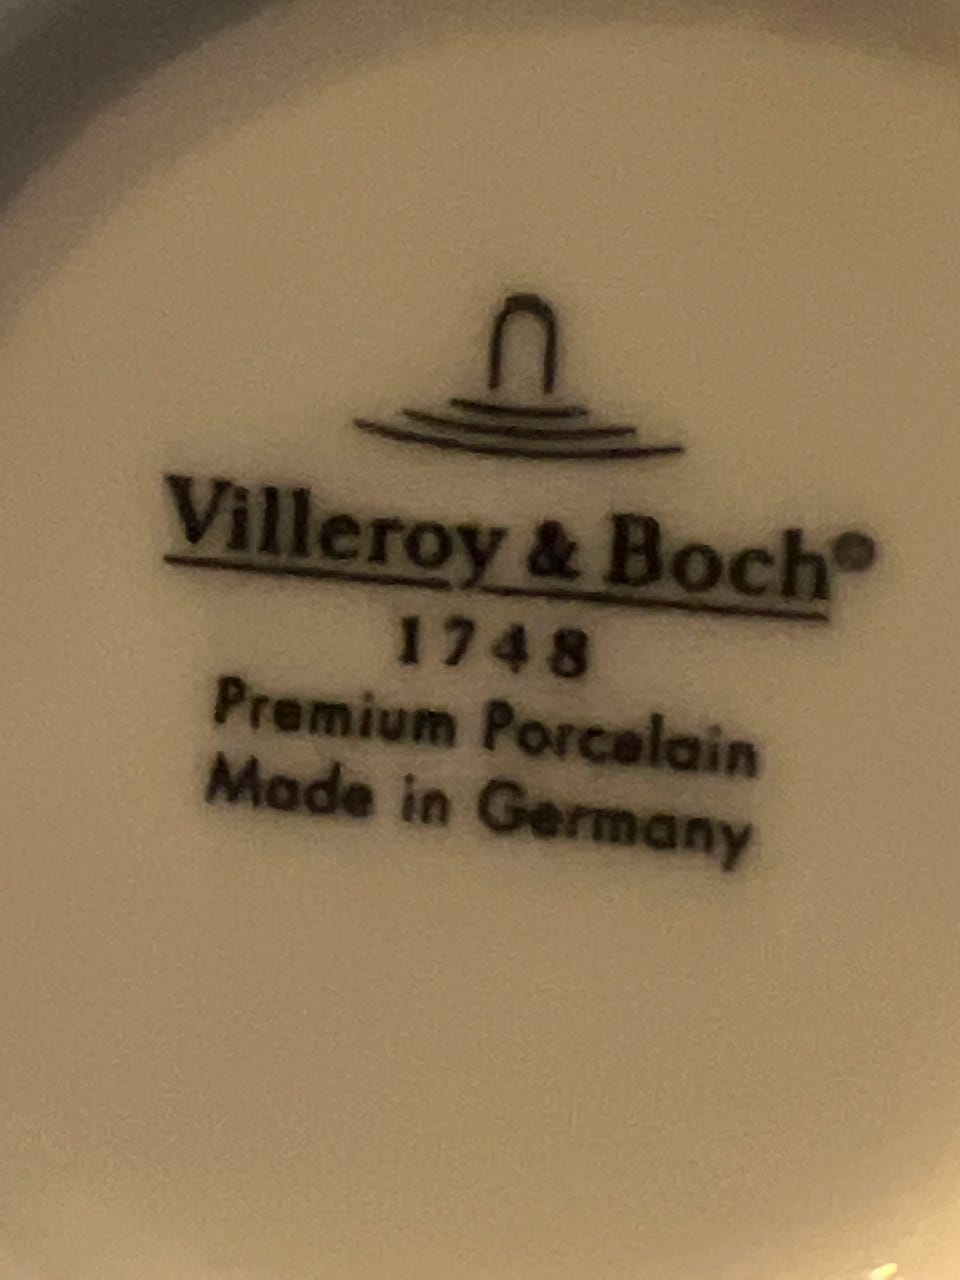 Villeroy & Boch®
1748
Premium Porcelain
Made in Germany